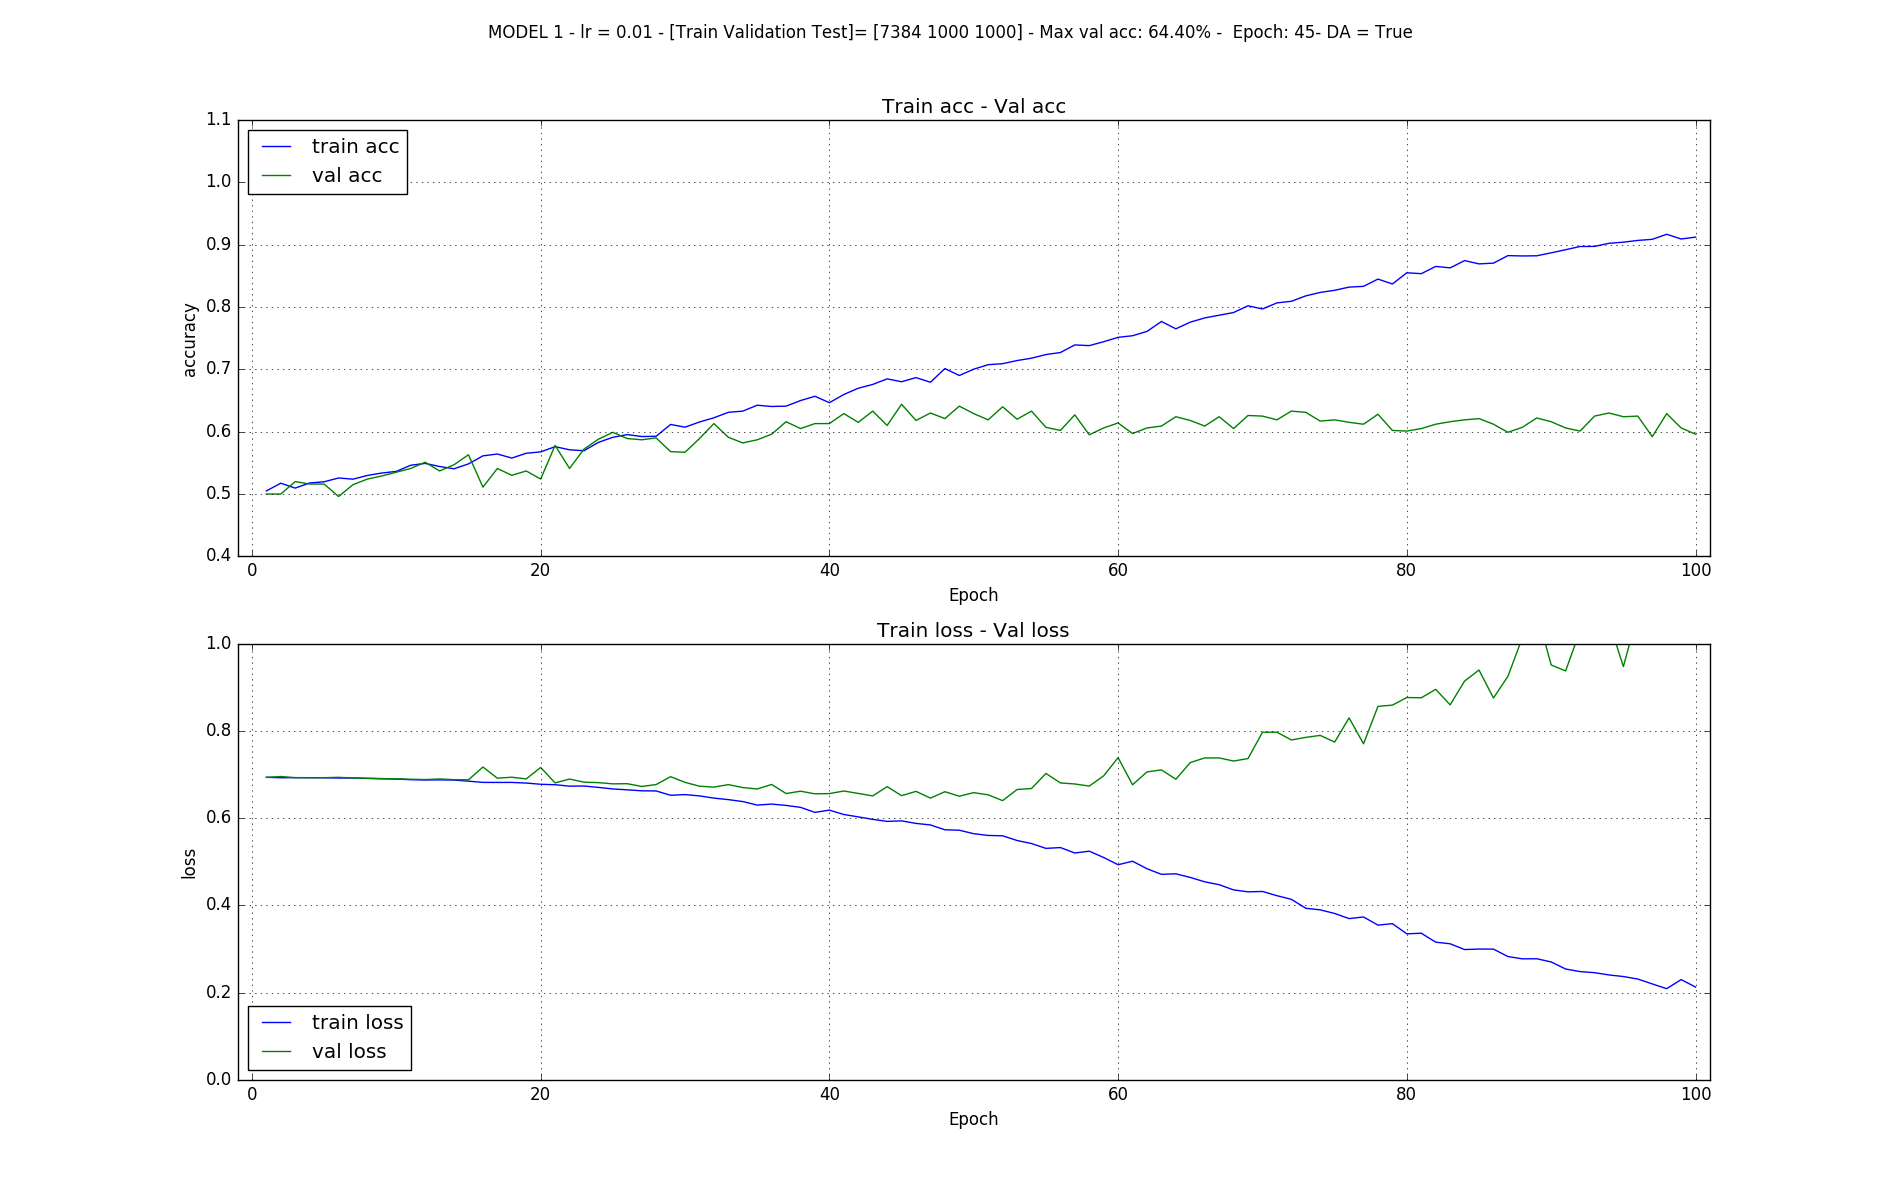 MODEL 1 - lr = 0.01 - [Train Validation Test]= [7384 1000 1000] - Max val acc: 64.40% -  Epoch: 45- DA = True
Train acc - Val acc
1.1
1.0
0.9
0.8
0.7
0.6
0.5
0.4
accuracy
train acc
val acc
0 20 40 60 80 100
Epoch
Train loss - Val loss
1.0
0.8
0.6
0.4
0.2
0.0
loss
train loss
val loss
0 20 40 60 80 100
Epoch